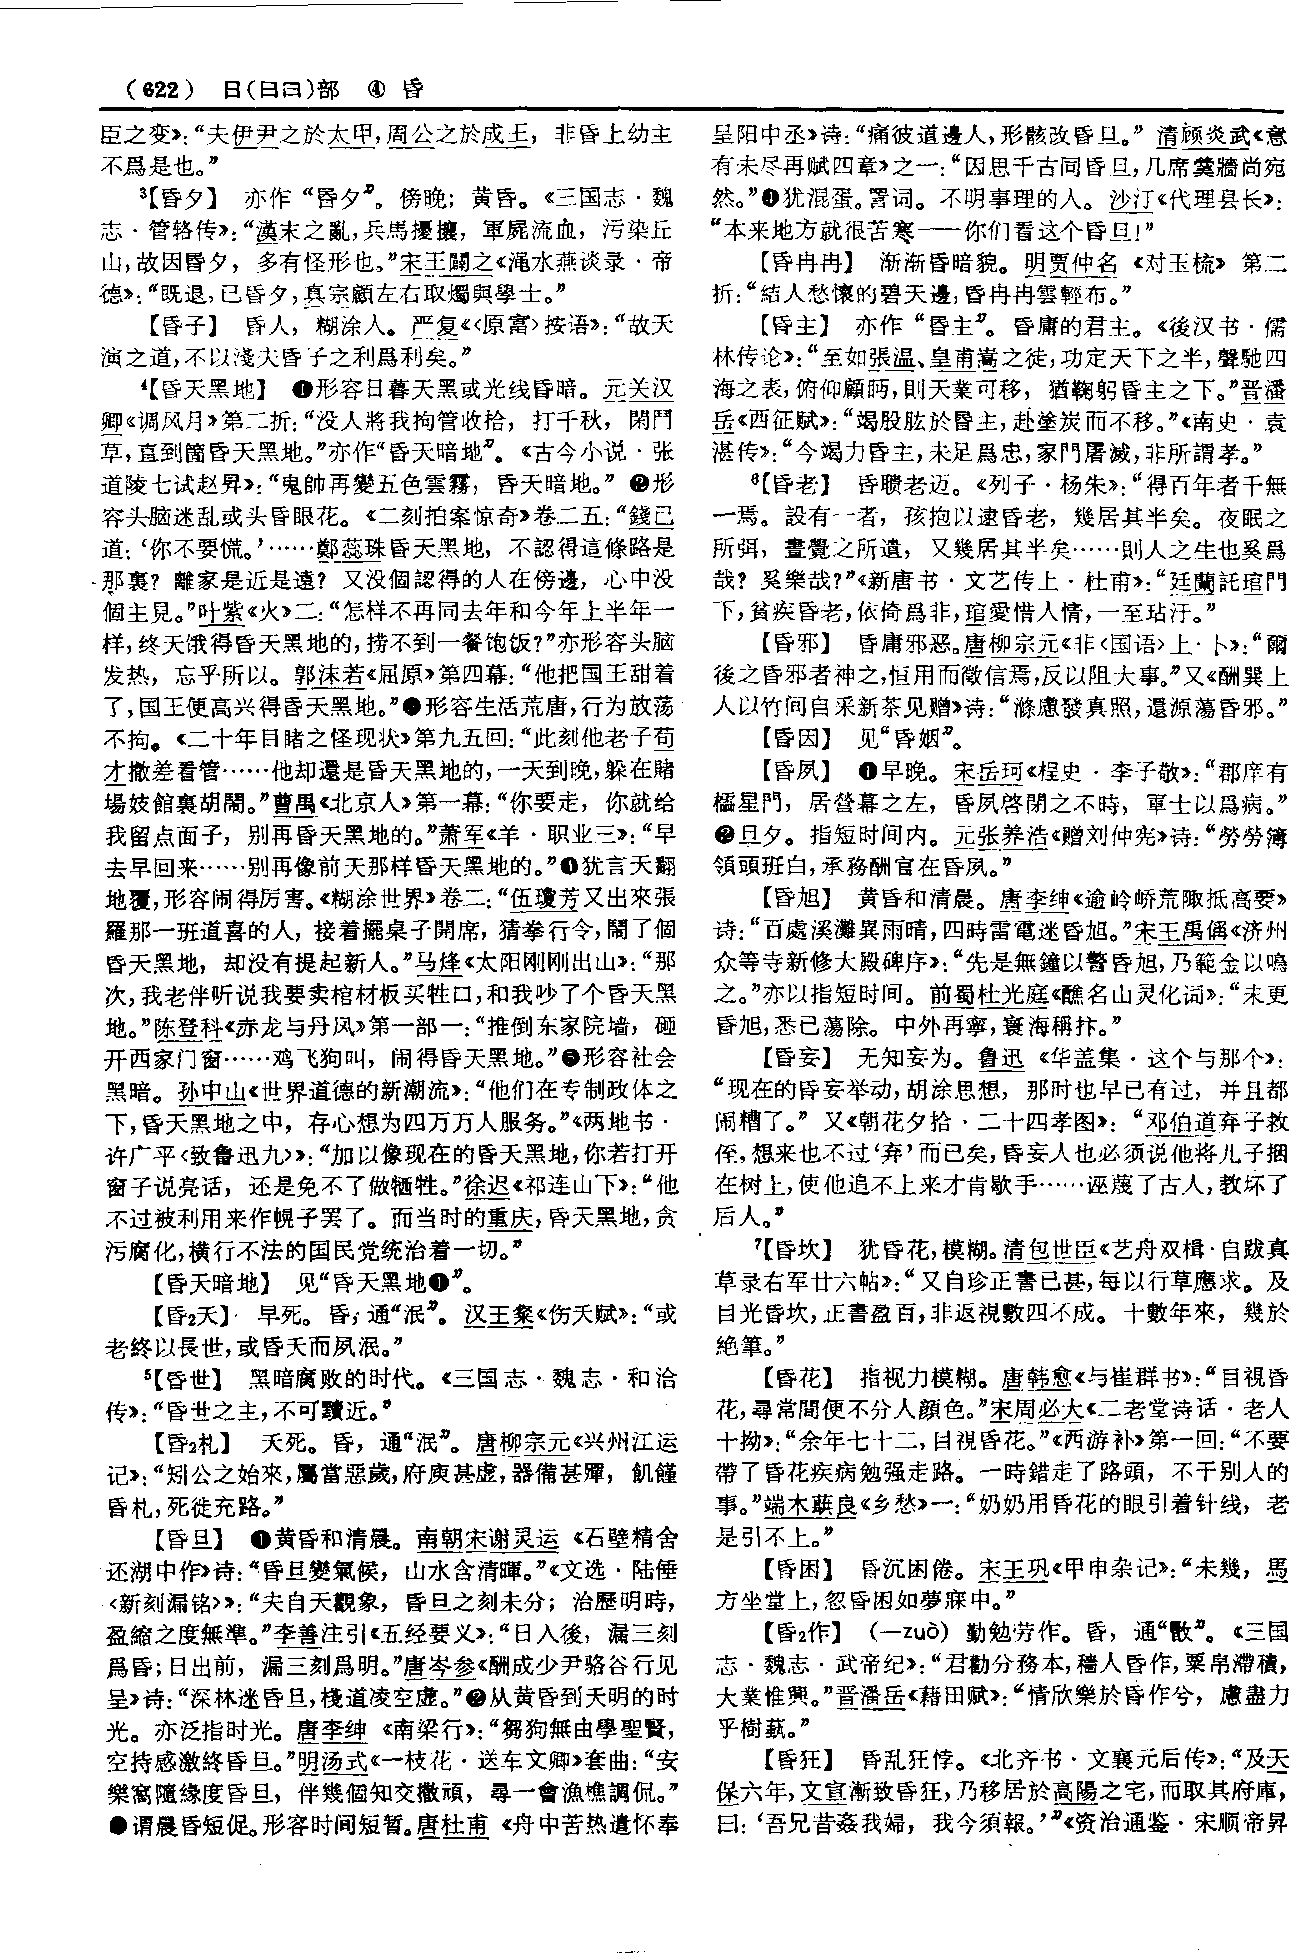 （622） 日(曰彐)部 ④ 昏
臣之变》：“夫伊尹之於太甲，周公之於成王，非昏上幼主
不爲是也。”
³【昏夕】 亦作“昬夕”。傍晚；黄昏。《三国志·魏
志·管辂传》：“漢末之亂，兵馬擾攘，軍屍流血，污染丘
山，故因昬夕，多有怪形也。”宋王闢之《渑水燕谈录·帝
德》：“既退，已昏夕，真宗顧左右取燭與學士。”
【昏子】 昏人，糊涂人。严复《〈原富〉按语》：“故天
演之道，不以淺夫昏子之利爲利矣。”
⁴【昏天黑地】 ❶形容日暮天黑或光线昏暗。元关汉
卿《调风月》第二折：“没人將我拘管收拾，打千秋，閑鬥
草，直到箇昏天黑地。”亦作“昏天暗地”。《古今小说·张
道陵七试赵昇》：“鬼帥再變五色雲霧，昏天暗地。” ❷形
容头脑迷乱或头昏眼花。《二刻拍案惊奇》卷二五：“錢已
道：‘你不要慌。’……鄭蕊珠昏天黑地，不認得這條路是
那裏？離家是近是遠？又没個認得的人在傍邊，心中没
個主見。”叶紫《火》二：“怎样不再同去年和今年上半年一
样，终天饿得昏天黑地的，捞不到一餐饱饭？”亦形容头脑
发热，忘乎所以。郭沫若《屈原》第四幕：“他把国王甜着
了，国王便高兴得昏天黑地。”❸形容生活荒唐，行为放荡
不拘。《二十年目睹之怪现状》第九五回：“此刻他老子苟
才撤差看管……他却還是昏天黑地的，一天到晚，躲在賭
場妓館裏胡鬧。”曹禺《北京人》第一幕：“你要走，你就给
我留点面子，别再昏天黑地的。”萧军《羊·职业三》：“早
去早回来……别再像前天那样昏天黑地的。”❹犹言天翻
地覆，形容闹得厉害。《糊涂世界》卷二：“伍瓊芳又出來張
羅那一班道喜的人，接着擺桌子開席，猜拳行令，鬧了個
昏天黑地，却没有提起新人。”马烽《太阳刚刚出山》：“那
次，我老伴听说我要卖棺材板买牲口，和我吵了个昏天黑
地。”陈登科《赤龙与丹凤》第一部一：“推倒东家院墙，砸
开西家门窗……鸡飞狗叫，闹得昏天黑地。”❺形容社会
黑暗。孙中山《世界道德的新潮流》：“他们在专制政体之
下，昏天黑地之中，存心想为四万万人服务。”《两地书·
许广平〈致鲁迅九〉》：“加以像现在的昏天黑地，你若打开
窗子说亮话，还是免不了做牺牲。”徐迟《祁连山下》：“他
不过被利用来作幌子罢了。而当时的重庆，昏天黑地，贪
污腐化，横行不法的国民党统治着一切。”
【昏天暗地】 见“昏天黑地❶”。
【昏₂夭】 早死。昏，通“泯”。汉王粲《伤夭赋》：“或
老終以長世，或昏夭而夙泯。”
⁵【昏世】 黑暗腐败的时代。《三国志·魏志·和洽
传》：“昏世之主，不可黷近。”
【昏₂札】 夭死。昏，通“泯”。唐柳宗元《兴州江运
记》：“矧公之始來，屬當惡歲，府庾甚虚，器備甚殫，飢饉
昏札，死徙充路。”
【昏旦】 ❶黄昏和清晨。南朝宋谢灵运《石壁精舍
还湖中作》诗：“昏旦變氣候，山水含清暉。”《文选·陆倕
〈新刻漏铭〉》：“夫自天觀象，昏旦之刻未分；治歷明時，
盈縮之度無準。”李善注引《五经要义》：“日入後，漏三刻
爲昏；日出前，漏三刻爲明。”唐岑参《酬成少尹骆谷行见
呈》诗：“深林迷昏旦，棧道凌空虚。”❷从黄昏到天明的时
光。亦泛指时光。唐李绅《南梁行》：“芻狗無由學聖賢，
空持感激終昏旦。”明汤式《一枝花·送车文卿》套曲：“安
樂窩隨缘度昏旦，伴幾個知交撒頑，尋一會漁樵調侃。”
❸谓晨昏短促。形容时间短暂。唐杜甫《舟中苦热遣怀奉
呈阳中丞》诗：“痛彼道邊人，形骸改昏旦。” 清顾炎武《意
有未尽再赋四章》之一：“因思千古同昏旦，几席羹牆尚宛
然。”❹犹混蛋。詈词。不明事理的人。沙汀《代理县长》：
“本来地方就很苦寒——你们看这个昏旦！”
【昏冉冉】 渐渐昏暗貌。明贾仲名《对玉梳》第二
折：“結人愁懷的碧天邊，昏冉冉雲輕布。”
【昏主】 亦作“昬主”。昏庸的君主。《後汉书·儒
林传论》：“至如張温、皇甫嵩之徒，功定天下之半，聲馳四
海之表，俯仰顧眄，則天業可移，猶鞠躬昏主之下。”晋潘
岳《西征赋》：“竭股肱於昬主，赴塗炭而不移。”《南史·袁
湛传》：“今竭力昏主，未足爲忠，家門屠滅，非所謂孝。”
⁶【昏老】 昏聩老迈。《列子·杨朱》：“得百年者千無
一焉。設有一者，孩抱以逮昏老，幾居其半矣。夜眠之
所弭，晝覺之所遺，又幾居其半矣……則人之生也奚爲
哉？奚樂哉？”《新唐书·文艺传上·杜甫》：“廷蘭託琯門
下，貧疾昏老，依倚爲非，琯愛惜人情，一至玷汙。”
【昏邪】 昏庸邪恶。唐柳宗元《非〈国语〉上·卜》：“爾
後之昏邪者神之，恒用而徵信焉，反以阻大事。”又《酬巽上
人以竹间自采新茶见赠》诗：“滌慮發真照，還源蕩昏邪。”
【昏因】 见“昏姻”。
【昏夙】 ❶早晚。宋岳珂《桯史·李子敬》：“郡庠有
櫺星門，居營幕之左，昏夙啓閉之不時，軍士以爲病。”
❷旦夕。指短时间内。元张养浩《赠刘仲宪》诗：“勞勞簿
領頭班白，承務酬官在昏夙。”
【昏旭】 黄昏和清晨。唐李绅《逾岭峤荒陬抵高要》
诗：“百處溪灘異雨晴，四時雷電迷昏旭。”宋王禹偁《济州
众等寺新修大殿碑序》：“先是無鐘以警昏旭，乃範金以鳴
之。”亦以指短时间。前蜀杜光庭《醮名山灵化词》：“未更
昏旭，悉已蕩除。中外再寧，寰海稱抃。”
【昏妄】 无知妄为。鲁迅《华盖集·这个与那个》：
“现在的昏妄举动，胡涂思想，那时也早已有过，并且都
闹糟了。” 又《朝花夕拾·二十四孝图》：“邓伯道弃子救
侄，想来也不过‘弃’而已矣，昏妄人也必须说他将儿子捆
在树上，使他追不上来才肯歇手……诬蔑了古人，教坏了
后人。”
⁷【昏坎】 犹昏花，模糊。清包世臣《艺舟双楫·自跋真
草录右军廿六帖》：“又自珍正書已甚，每以行草應求。及
目光昏坎，正書盈百，非返視數四不成。十數年來，幾於
絶筆。”
【昏花】 指视力模糊。唐韩愈《与崔群书》：“目視昏
花，尋常間便不分人顔色。”宋周必大《二老堂诗话·老人
十拗》：“余年七十二，目視昏花。”《西游补》第一回：“不要
帶了昏花疾病勉强走路。一時錯走了路頭，不干别人的
事。”端木蕻良《乡愁》一：“奶奶用昏花的眼引着针线，老
是引不上。”
【昏困】 昏沉困倦。宋王巩《甲申杂记》：“未幾，馬
方坐堂上，忽昏困如夢寐中。”
【昏₂作】（—zuò）勤勉劳作。昏，通“敯”。《三国
志·魏志·武帝纪》：“君勸分務本，穡人昏作，粟帛滯積，
大業惟興。”晋潘岳《藉田赋》：“情欣樂於昏作兮，慮盡力
乎樹蓺。”
【昏狂】 昏乱狂悖。《北齐书·文襄元后传》：“及天
保六年，文宣漸致昏狂，乃移居於高陽之宅，而取其府庫，
曰：‘吾兄昔姦我婦，我今須報。’”《资治通鉴·宋顺帝昇